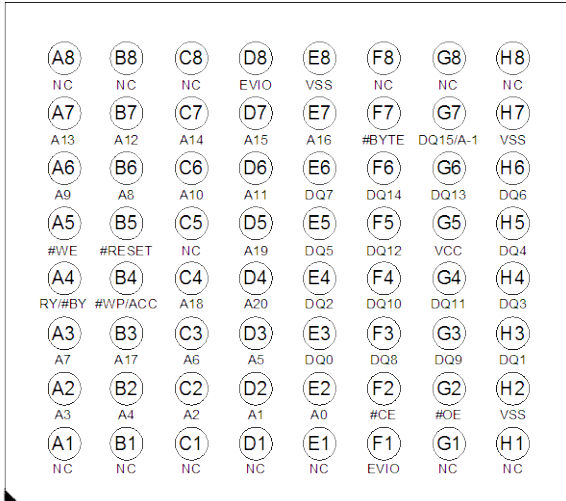 A8 B8 C8 D8 E8 F8 G8 H8
NC NC NC EVIO VSS NC NC NC
A7 B7 C7 D7 E7 F7 G7 H7
A13 A12 A14 A15 A16 #BYTE DQ15/A-1 VSS
A6 B6 C6 D6 E6 F6 G6 H6
A9 A8 A10 A11 DQ7 DQ14 DQ13 DQ6
A5 B5 C5 D5 E5 F5 G5 H5
#WE #RESET NC A19 DQ5 DQ12 VCC DQ4
A4 B4 C4 D4 E4 F4 G4 H4
RY/#BY #WP/ACC A18 A20 DQ2 DQ10 DQ11 DQ3
A3 B3 C3 D3 E3 F3 G3 H3
A7 A17 A6 A5 DQ0 DQ8 DQ9 DQ1
A2 B2 C2 D2 E2 F2 G2 H2
A3 A4 A2 A1 A0 #CE #OE VSS
A1 B1 C1 D1 E1 F1 G1 H1
NC NC NC NC NC EVIO NC NC